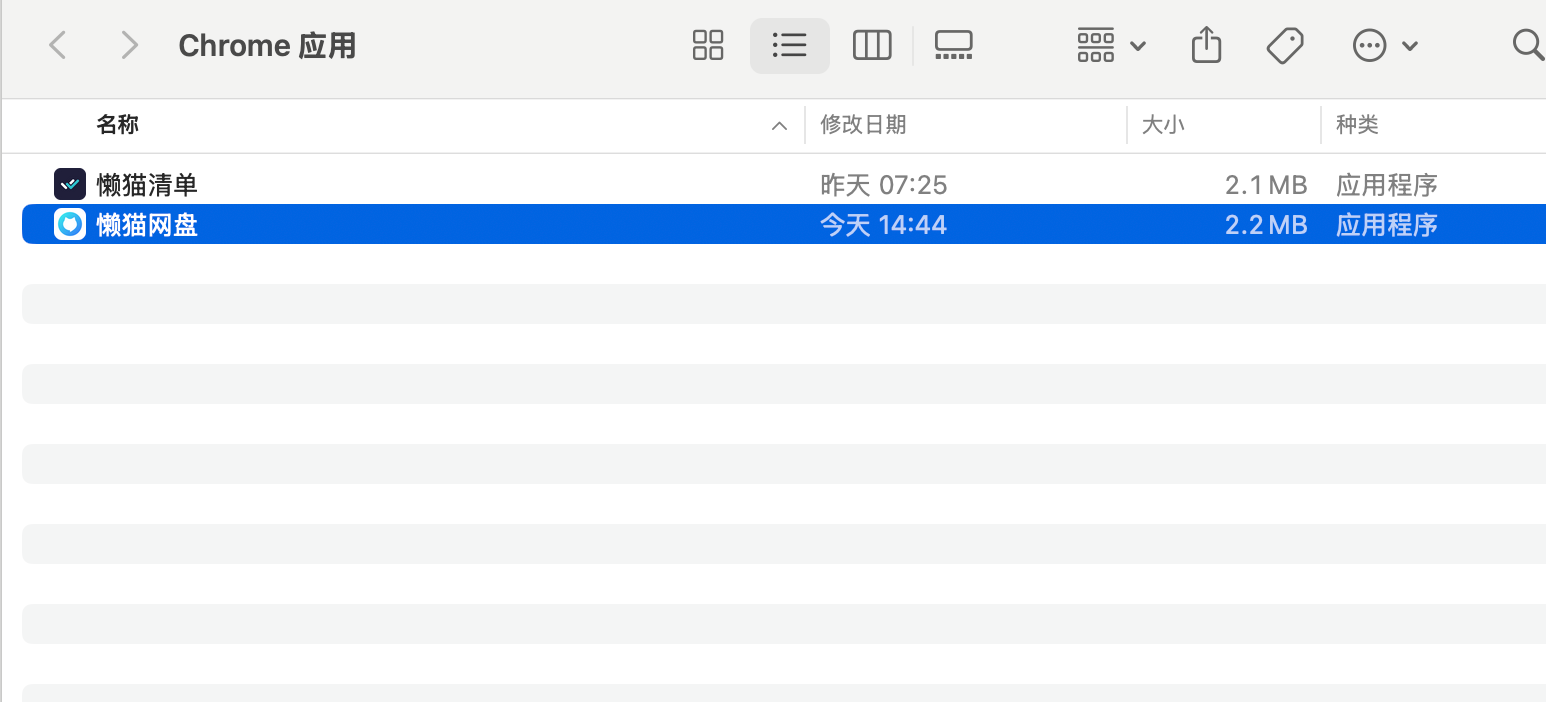 Chrome 应用
名称 修改日期 大小 种类
懒猫清单 昨天 07:25 2.1 MB 应用程序
懒猫网盘 今天 14:44 2.2 MB 应用程序